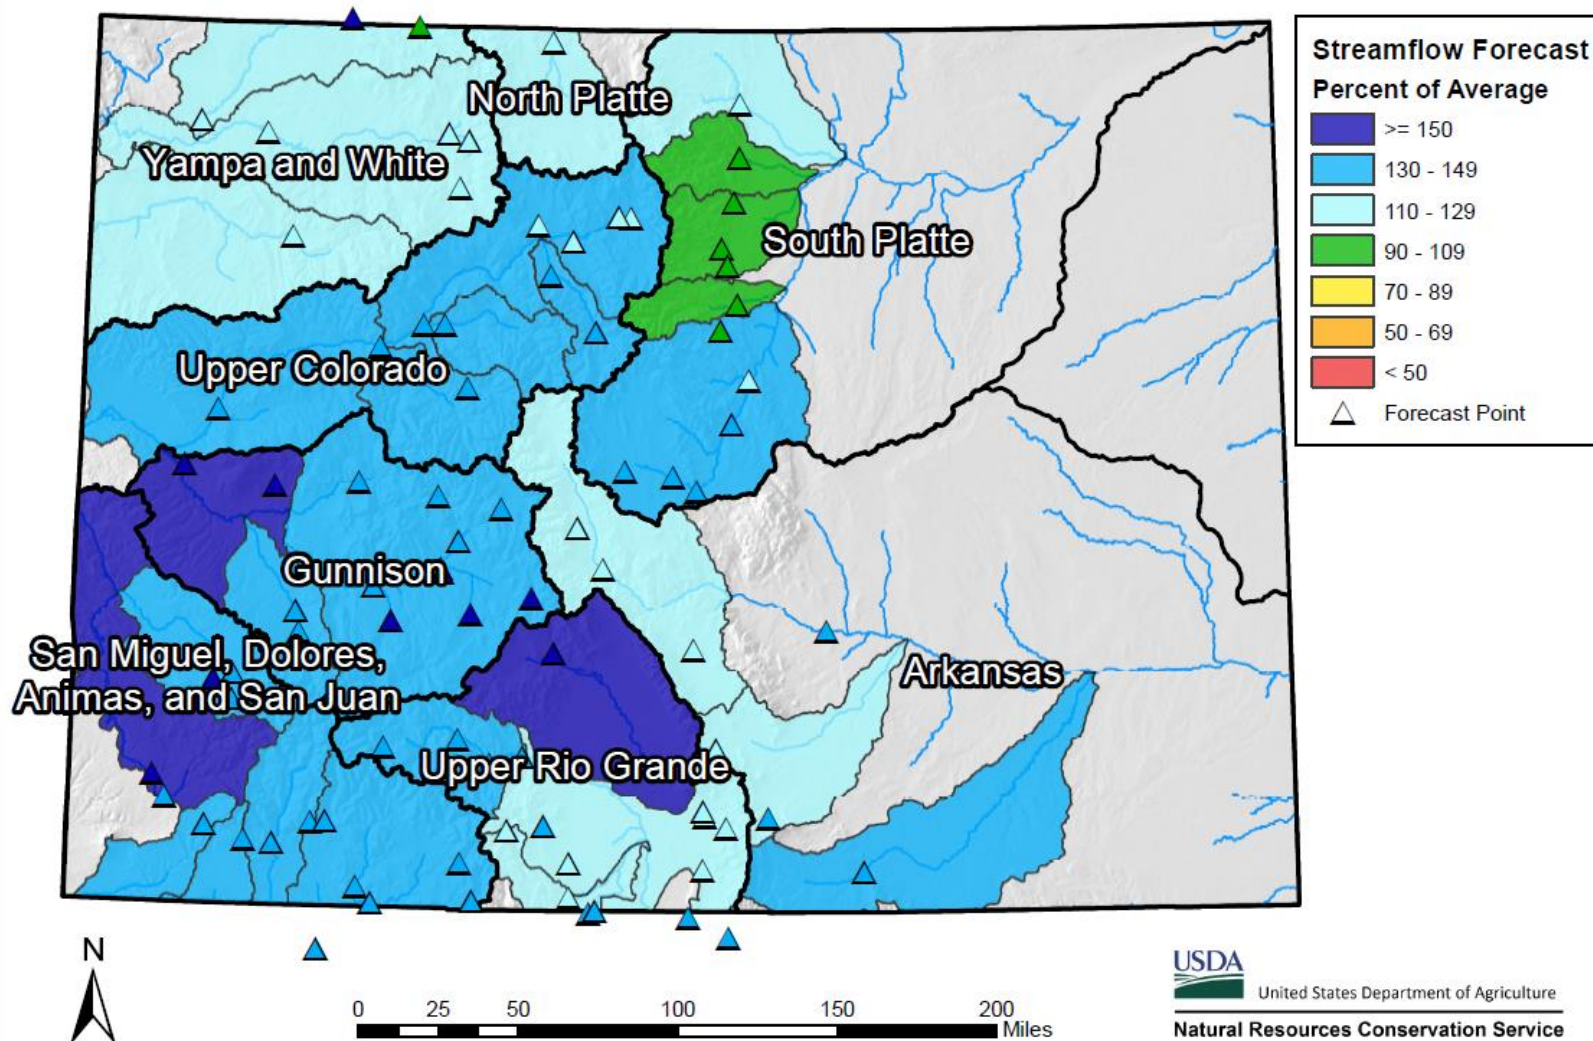 Streamflow Forecast
Percent of Average
>= 150
130 - 149
110 - 129
90 - 109
70 - 89
50 - 69
< 50
Forecast Point
North Platte
Yampa and White
South Platte
Upper Colorado
Gunnison
San Miguel, Dolores,
Animas, and San Juan
Arkansas
Upper Rio Grande
N
0 25 50 100 150 200
Miles
USDA
United States Department of Agriculture
Natural Resources Conservation Service